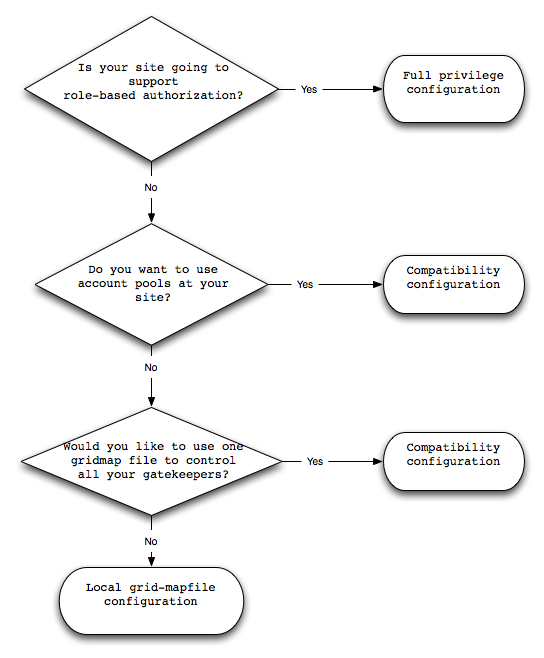 Is your site going to
support
role-based authorization?
Yes
Full privilege
configuration
No
Do you want to use
account pools at your
site?
Yes
Compatibility
configuration
No
Would you like to use one
gridmap file to control
all your gatekeepers?
Yes
Compatibility
configuration
No
Local grid-mapfile
configuration